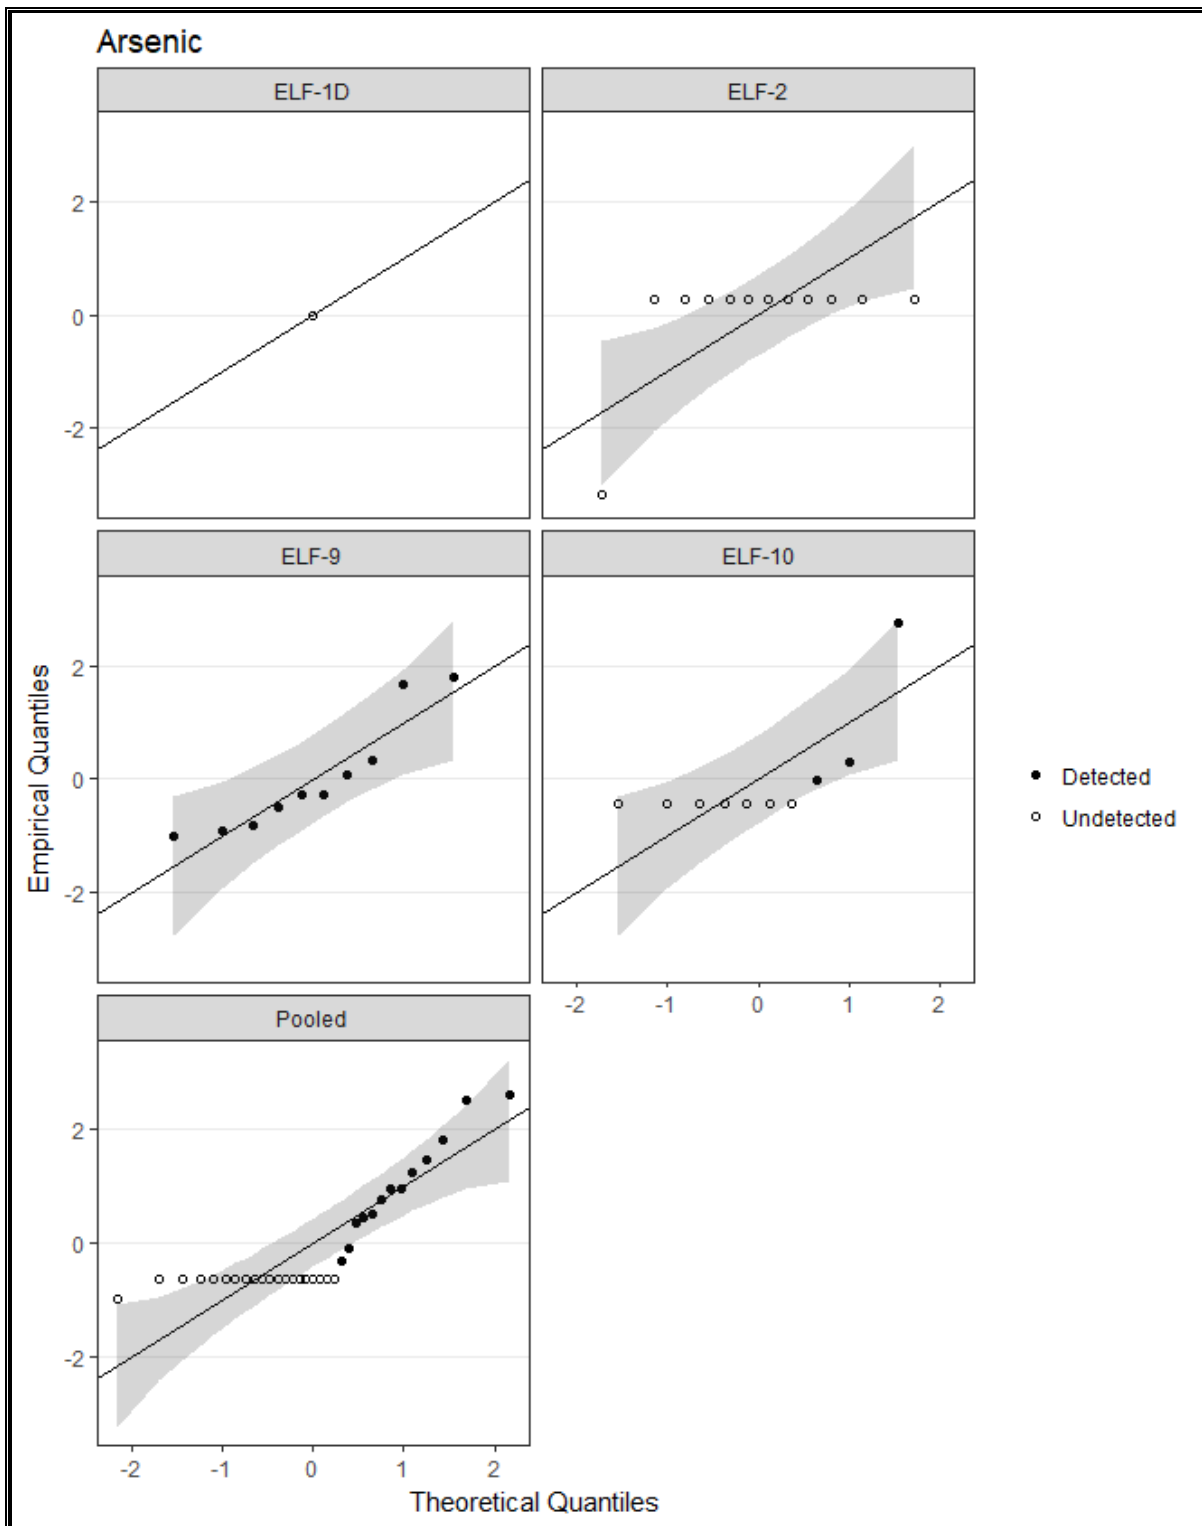 Arsenic
ELF-1D
ELF-2
2
0
-2
ELF-9
ELF-10
2
0
-2
-2 -1 0 1 2
Empirical Quantiles
Detected
Undetected
Pooled
2
0
-2
-2 -1 0 1 2
Theoretical Quantiles